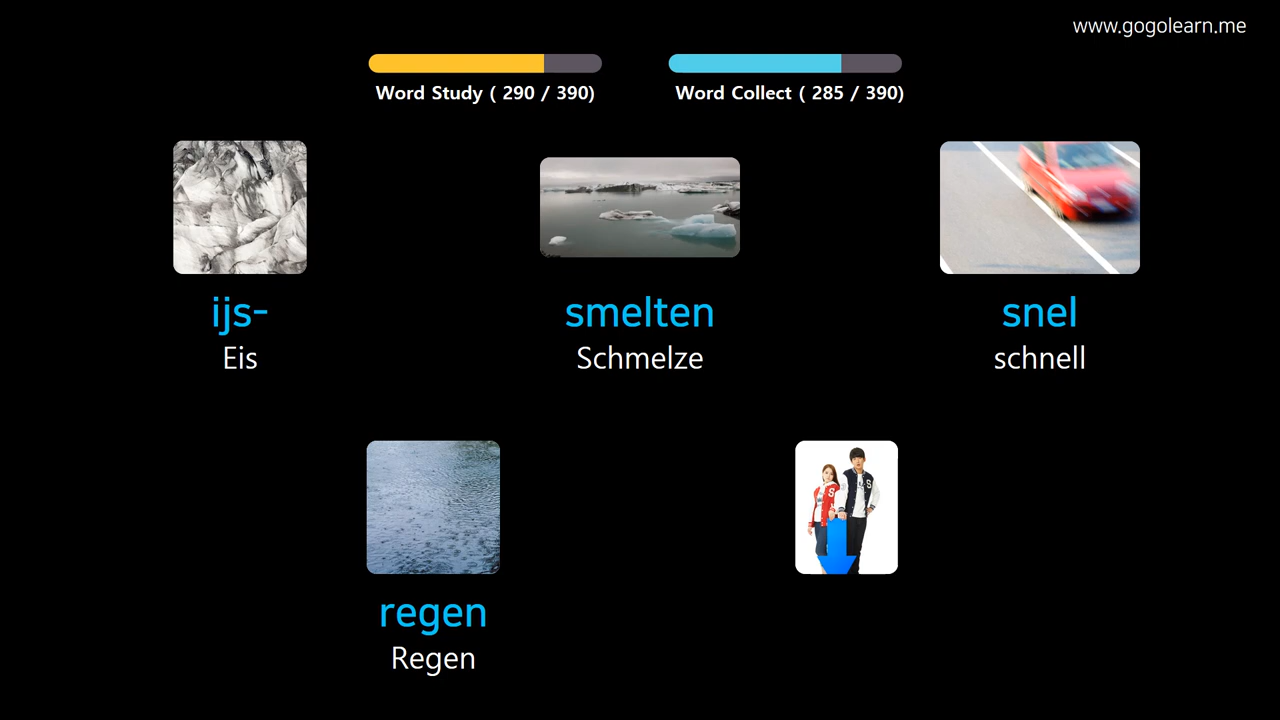 www.gogolearn.me
Word Study ( 290 / 390)
Word Collect ( 285 / 390)
ijs-
Eis
smelten
Schmelze
snel
schnell
regen
Regen
S
S